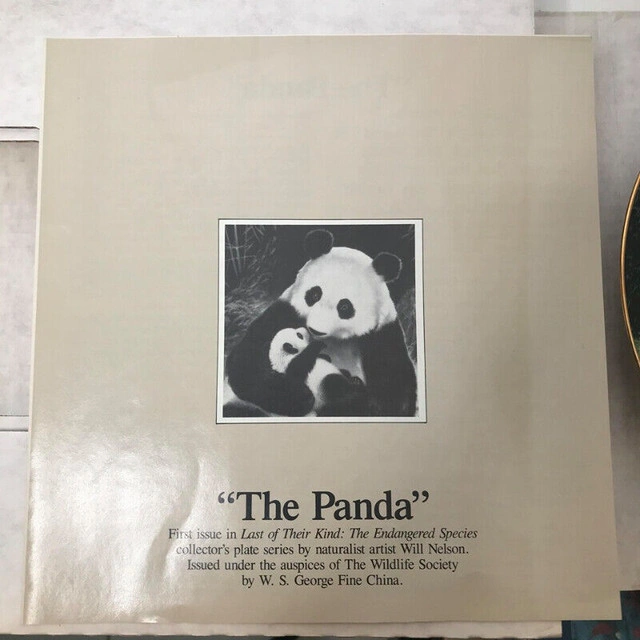 “The Panda”
First issue in Last of Their Kind: The Endangered Species
collector's plate series by naturalist artist Will Nelson.
Issued under the auspices of The Wildlife Society
by W. S. George Fine China.